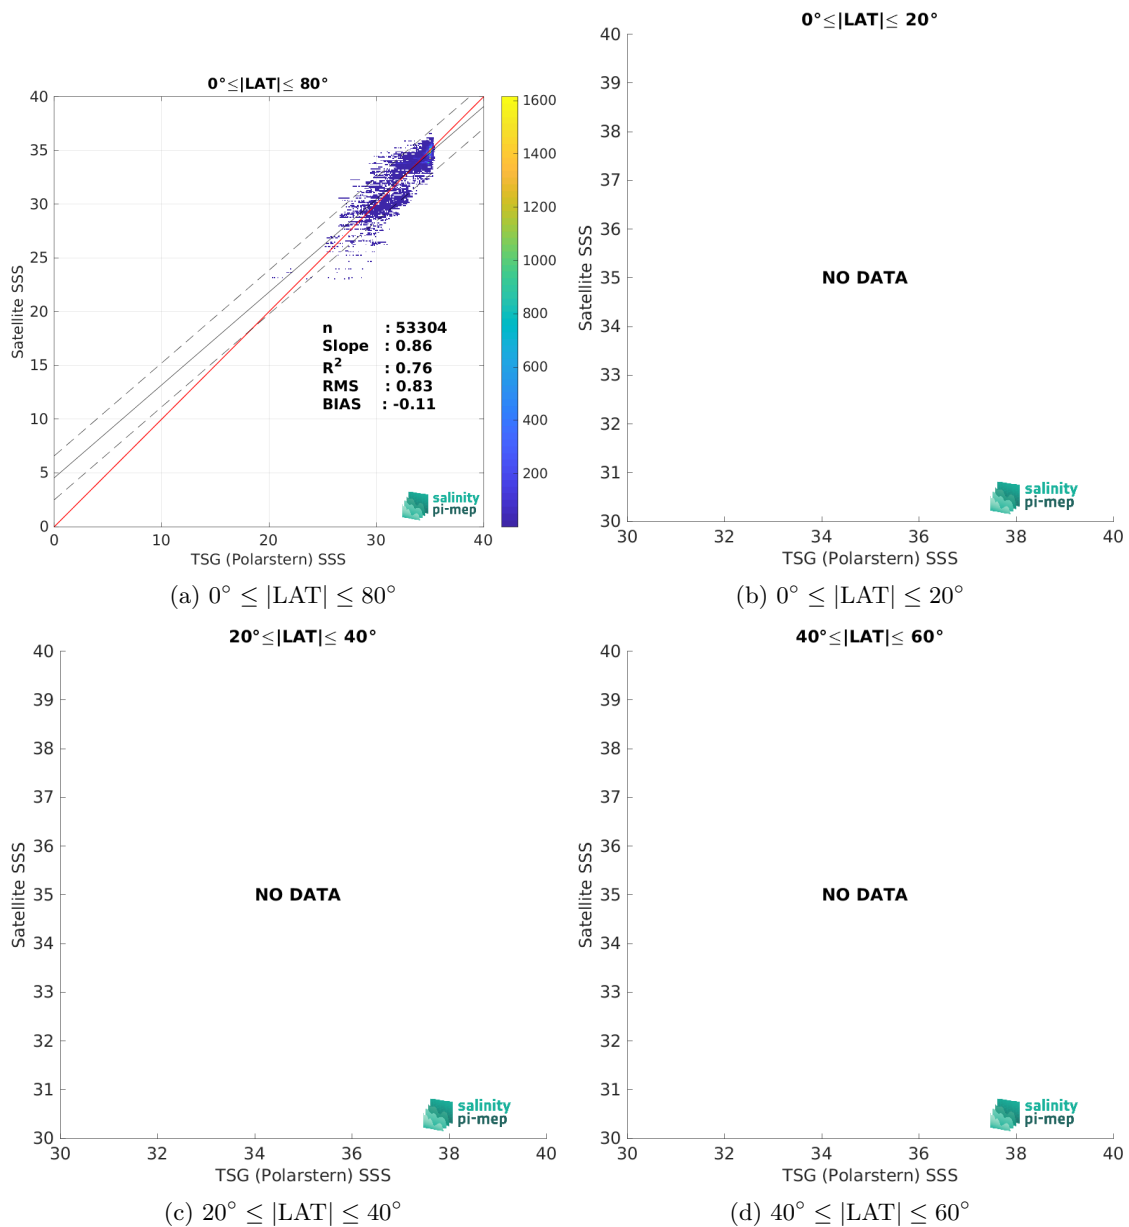 0°≤|LAT|≤ 80°
40
35
30
25
20
15
10
5
0
Satellite SSS
0
10
20
30
40
TSG (Polarstern) SSS
n : 53304
Slope : 0.86
R² : 0.76
RMS : 0.83
BIAS : -0.11
salinity
pi-mep
1600
1400
1200
1000
800
600
400
200
(a) 0° ≤ |LAT| ≤ 80°
0°≤|LAT|≤ 20°
40
39
38
37
36
35
34
33
32
31
30
Satellite SSS
NO DATA
salinity
pi-mep
30
32
34
36
38
40
TSG (Polarstern) SSS
(b) 0° ≤ |LAT| ≤ 20°
20°≤|LAT|≤ 40°
40
39
38
37
36
35
34
33
32
31
30
Satellite SSS
NO DATA
salinity
pi-mep
30
32
34
36
38
40
TSG (Polarstern) SSS
(c) 20° ≤ |LAT| ≤ 40°
40°≤|LAT|≤ 60°
40
39
38
37
36
35
34
33
32
31
30
Satellite SSS
NO DATA
salinity
pi-mep
30
32
34
36
38
40
TSG (Polarstern) SSS
(d) 40° ≤ |LAT| ≤ 60°